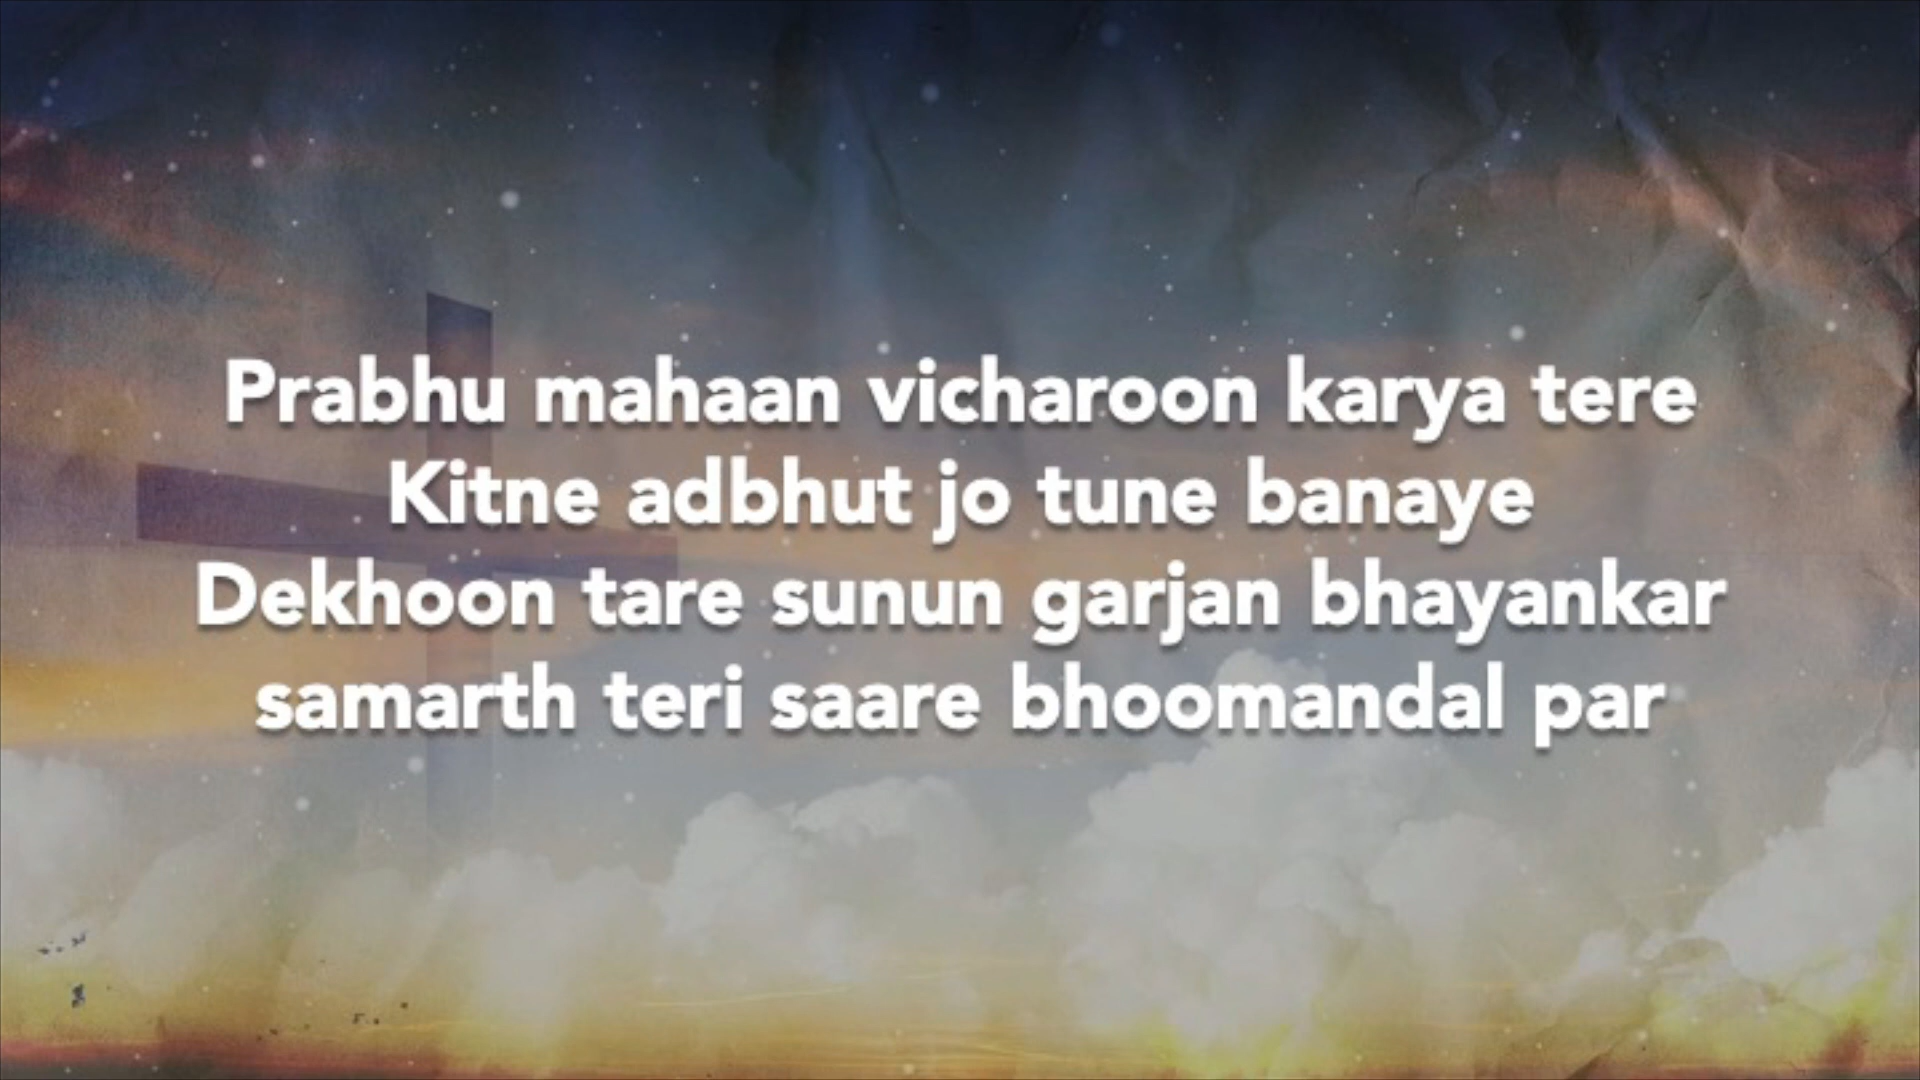 Prabhu mahaan vicharoon karya tere
Kitne adbhut jo tune banaye
Dekhoon tare sunun garjan bhayankar
samarth teri saare bhoomandal par